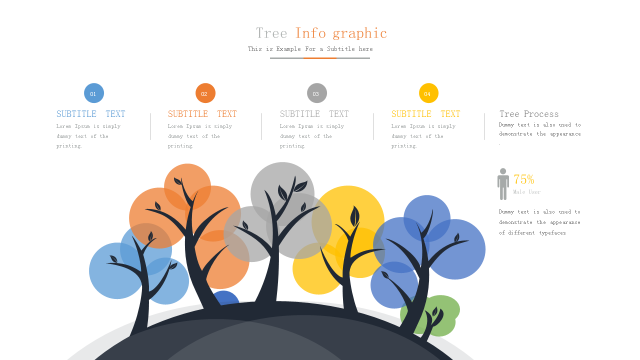 Tree Info graphic
This is Example For a Subtitle here
01
SUBTITLE TEXT
Lorem Ipsum is simply
dummy text of the
printing.
02
SUBTITLE TEXT
Lorem Ipsum is simply
dummy text of the
printing.
03
SUBTITLE TEXT
Lorem Ipsum is simply
dummy text of the
printing.
04
SUBTITLE TEXT
Lorem Ipsum is simply
dummy text of the
printing.
Tree Process
Dummy text is also used to
demonstrate the appearance
.
75%
Male User
Dummy text is also used to
demonstrate the appearance
of different typefaces